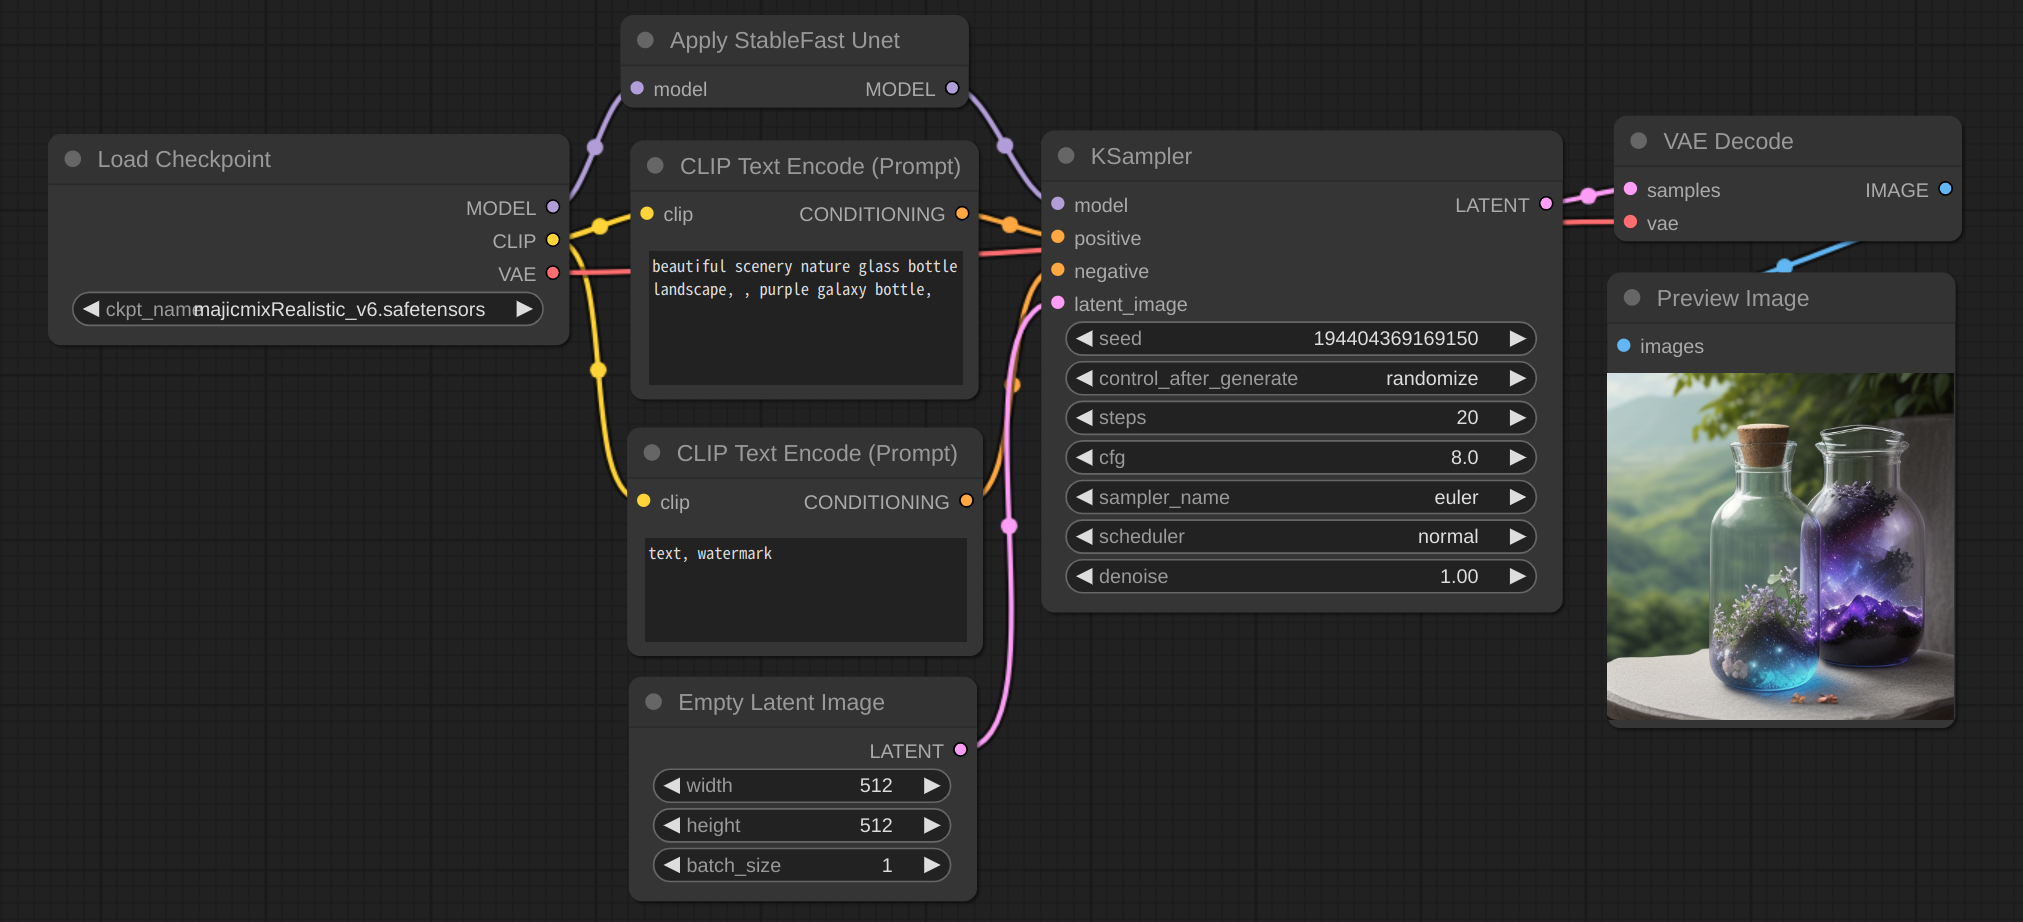 Load Checkpoint
MODEL
CLIP
VAE
ckpt_name majicmixRealistic_v6.safetensors
Apply StableFast Unet
model MODEL
CLIP Text Encode (Prompt)
clip CONDITIONING
beautiful scenery nature glass bottle
landscape, , purple galaxy bottle,
CLIP Text Encode (Prompt)
clip CONDITIONING
text, watermark
Empty Latent Image
LATENT
width 512
height 512
batch_size 1
KSampler
model LATENT
positive
negative
latent_image
seed 194404369169150
control_after_generate randomize
steps 20
cfg 8.0
sampler_name euler
scheduler normal
denoise 1.00
VAE Decode
samples IMAGE
vae
Preview Image
images